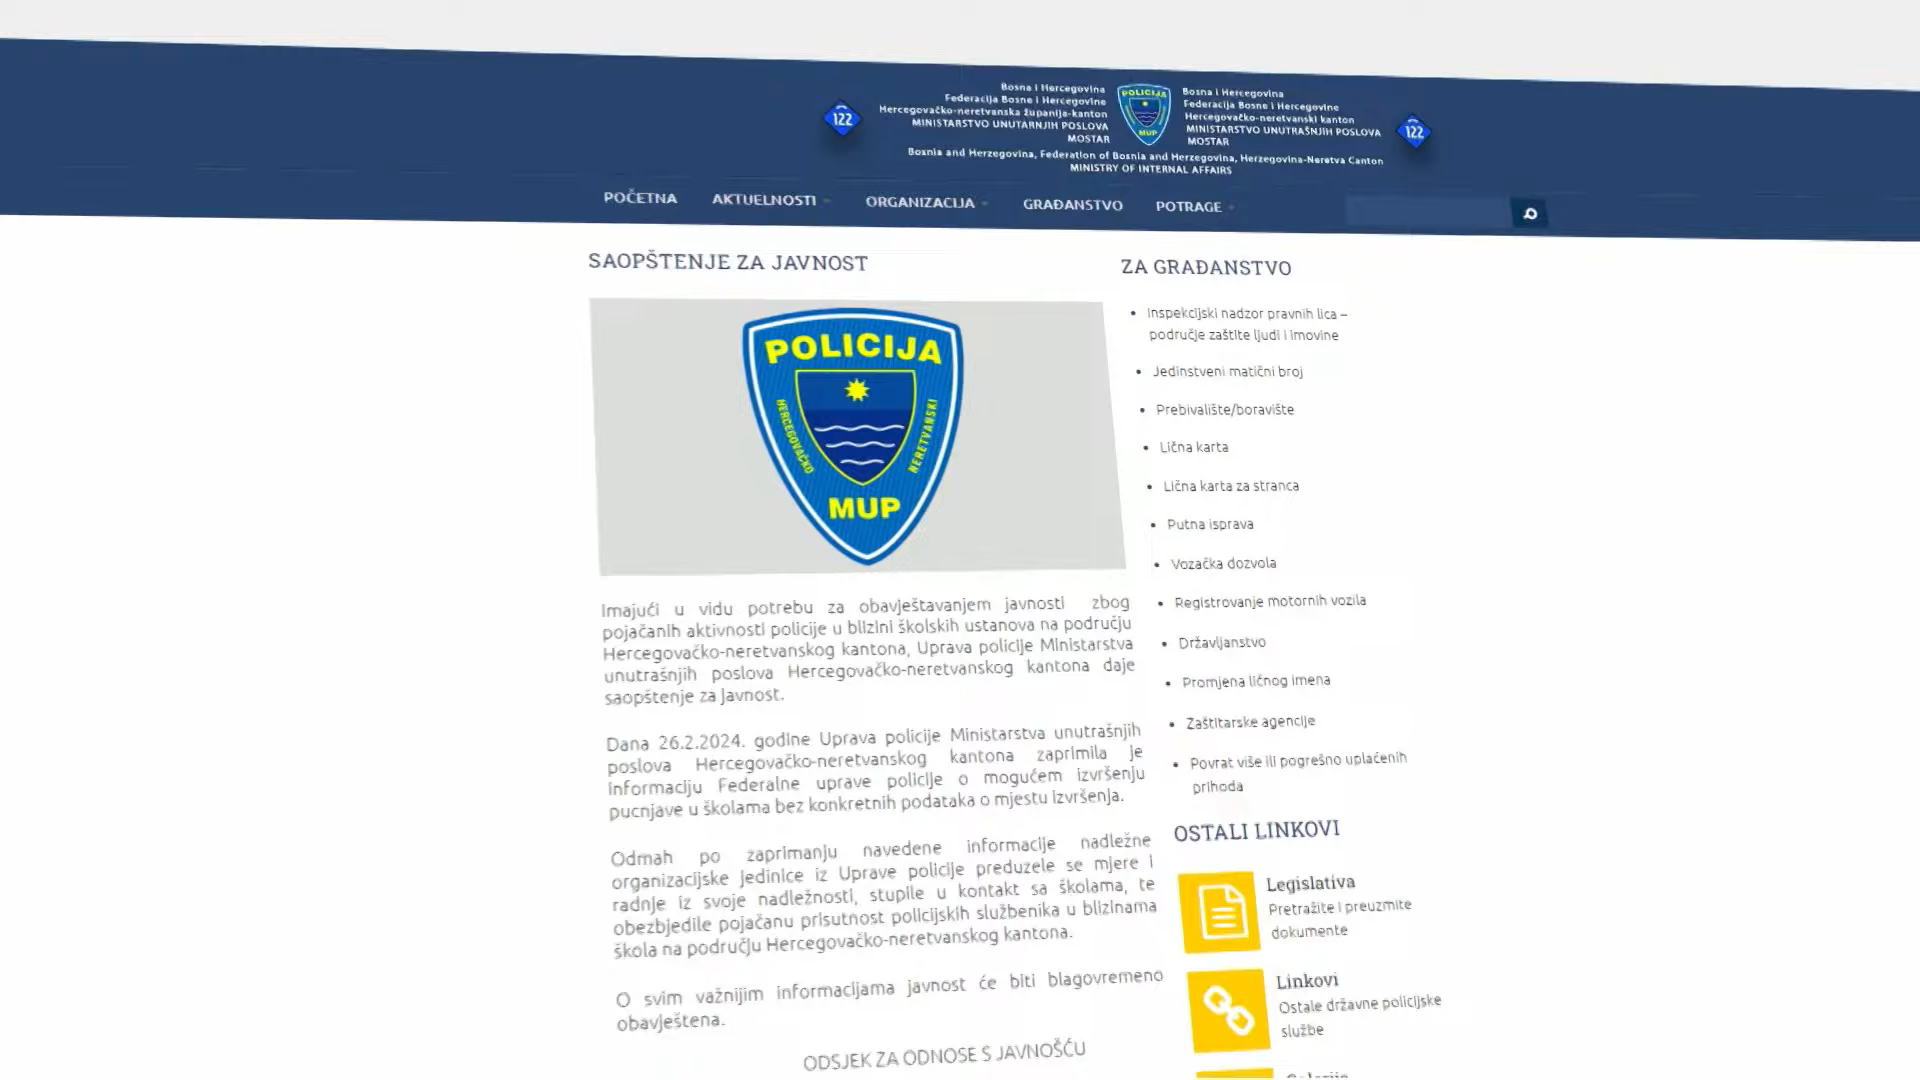 Bosna i Hercegovina
Federacija Bosne i Hercegovine
Hercegovačko-neretvanska županija-kanton
MINISTARSTVO UNUTARNJIH POSLOVA
MOSTAR
POLICIJA
MUP
Bosna i Hercegovina
Federacija Bosne i Hercegovine
Hercegovačko-neretvanski kanton
MINISTARSTVO UNUTRAŠNJIH POSLOVA
MOSTAR
122
122
Bosnia and Herzegovina, Federation of Bosnia and Herzegovina, Herzegovina-Neretva Canton
MINISTRY OF INTERNAL AFFAIRS
POČETNA AKTUELNOSTI ORGANIZACIJA GRAĐANSTVO POTRAGE
SAOPŠTENJE ZA JAVNOST
POLICIJA
HERCEGOVAČKO
NERETVANSKI
MUP
Imajući u vidu potrebu za obavještavanjem javnosti zbog
pojačanih aktivnosti policije u blizini školskih ustanova na području
Hercegovačko-neretvanskog kantona, Uprava policije Ministarstva
unutrašnjih poslova Hercegovačko-neretvanskog kantona daje
saopštenje za javnost.
Dana 26.2.2024. godine Uprava policije Ministarstva unutrašnjih
poslova Hercegovačko-neretvanskog kantona zaprimila je
informaciju Federalne uprave policije o mogućem izvršenju
pucnjave u školama bez konkretnih podataka o mjestu izvršenja.
Odmah po zaprimanju navedene informacije nadležne
organizacijske jedinice iz Uprave policije preduzele se mjere i
radnje iz svoje nadležnosti, stupile u kontakt sa školama, te
obezbjedile pojačanu prisutnost policijskih službenika u blizinama
škola na području Hercegovačko-neretvanskog kantona.
O svim važnijim informacijama javnost će biti blagovremeno
obavještena.
ODSJEK ZA ODNOSE S JAVNOŠĆU
ZA GRAĐANSTVO
Inspekcijski nadzor pravnih lica –
područje zaštite ljudi i imovine
Jedinstveni matični broj
Prebivalište/boravište
Lična karta
Lična karta za stranca
Putna isprava
Vozačka dozvola
Registrovanje motornih vozila
Državljanstvo
Promjena ličnog imena
Zaštitarske agencije
Povrat više ili pogrešno uplaćenih
prihoda
OSTALI LINKOVI
Legislativa
Pretražite i preuzmite
dokumente
Linkovi
Ostale državne policijske
službe